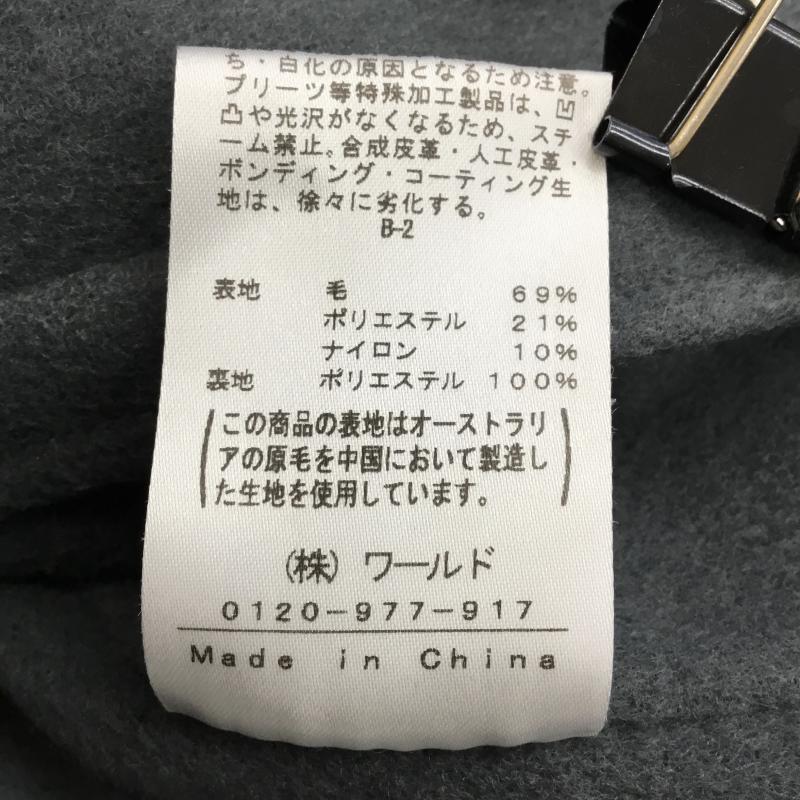 ち・白化の原因となるため注意。
プリーツ等特殊加工製品は、凹
凸や光沢がなくなるため、スチ
ーム禁止。合成皮革・人工皮革・
ボンディング・コーティング生
地は、徐々に劣化する。
B-2
表地 毛 69%
ポリエステル 21%
ナイロン 10%
裏地 ポリエステル 100%
(この商品の表地はオーストラリ
アの原毛を中国において製造し
た生地を使用しています。)
(株) ワールド
0120-977-917
Made in China